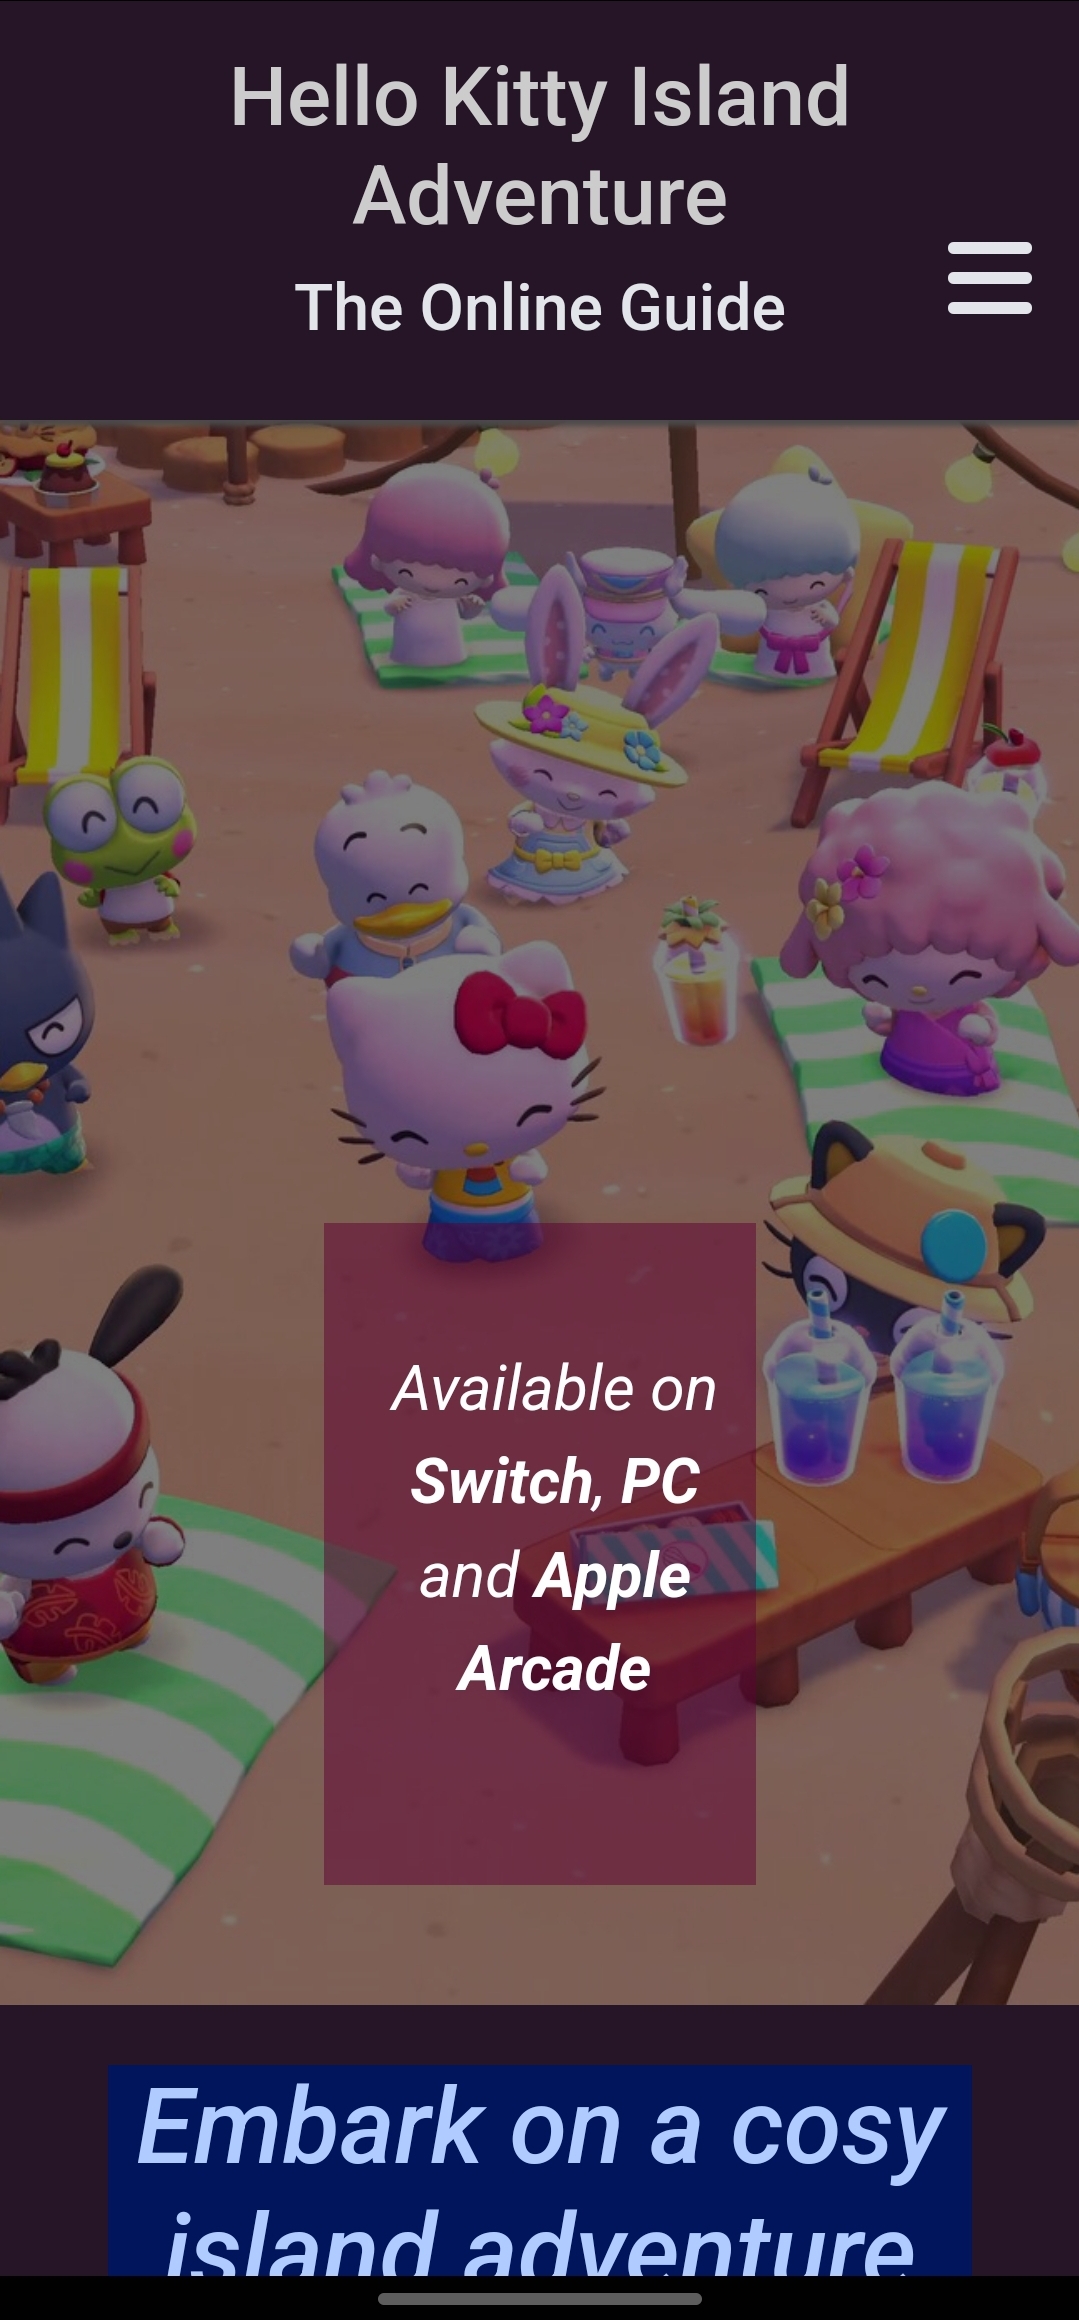 Hello Kitty Island
Adventure
The Online Guide
Available on
Switch, PC
and Apple
Arcade
Embark on a cosy
island adventure